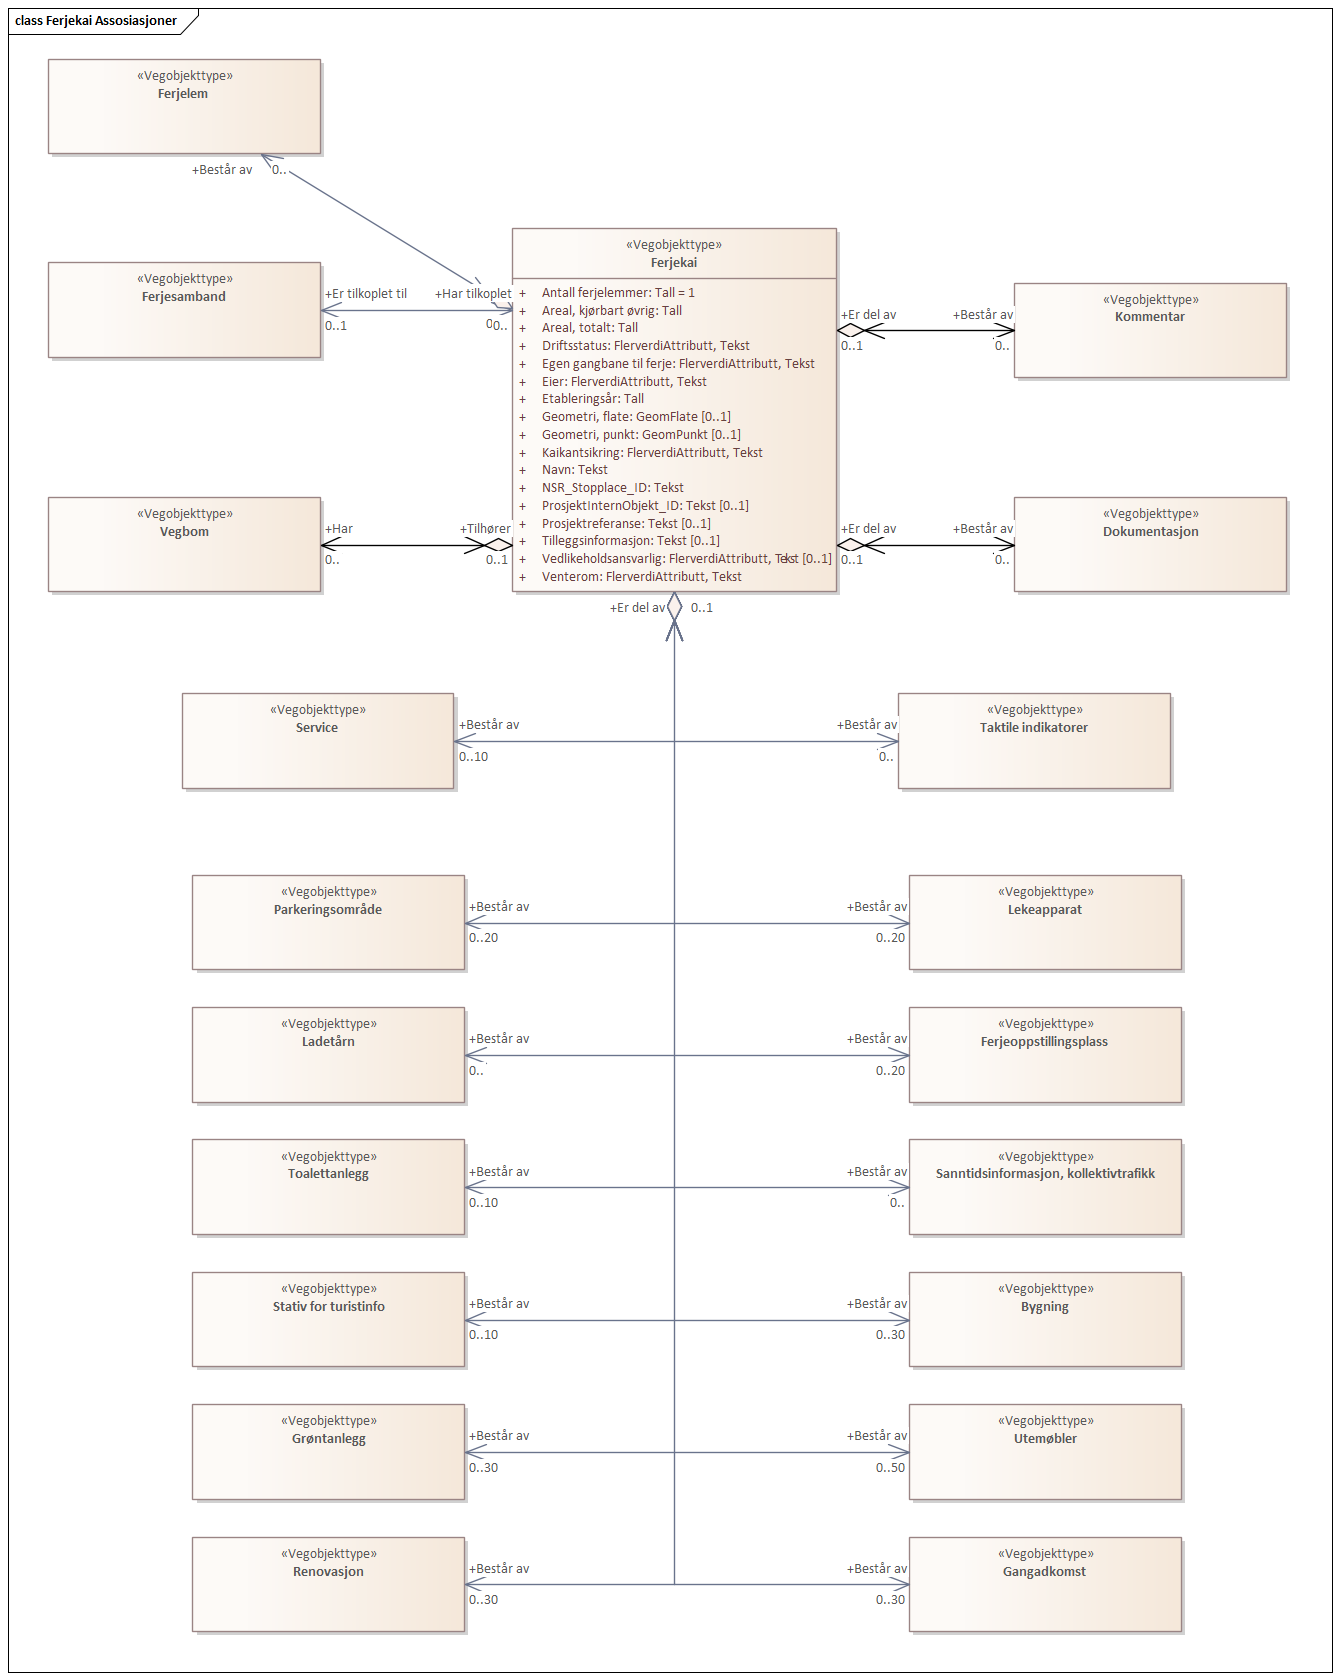 class Ferjekai Assosiasjoner
«Vegobjekttype»
Ferjelem
+Består av
0..
«Vegobjekttype»
Ferjesamband
+Er tilkoplet til
0..1
+Har tilkoplet
0..
«Vegobjekttype»
Ferjekai
+ Antall ferjelemmer: Tall = 1
+ Areal, kjørbart øvrig: Tall
+ Areal, totalt: Tall
+ Driftsstatus: FlerverdiAttributt, Tekst
+ Egen gangbane til ferje: FlerverdiAttributt, Tekst
+ Eier: FlerverdiAttributt, Tekst
+ Etableringsår: Tall
+ Geometri, flate: GeomFlate [0..1]
+ Geometri, punkt: GeomPunkt [0..1]
+ Kaikantsikring: FlerverdiAttributt, Tekst
+ Navn: Tekst
+ NSR_Stopplace_ID: Tekst
+ ProsjektInternObjekt_ID: Tekst [0..1]
+ Prosjektreferanse: Tekst [0..1]
+ Tilleggsinformasjon: Tekst [0..1]
+ Vedlikeholdsansvarlig: FlerverdiAttributt, Tekst [0..1]
+ Venterom: FlerverdiAttributt, Tekst
+Er del av
0..1
+Består av
0..
«Vegobjekttype»
Kommentar
«Vegobjekttype»
Vegbom
+Har
0..
+Tilhører
0..1
+Er del av
0..1
+Består av
0..
«Vegobjekttype»
Dokumentasjon
+Er del av
0..1
«Vegobjekttype»
Service
+Består av
0..10
+Består av
0..
«Vegobjekttype»
Taktile indikatorer
«Vegobjekttype»
Parkeringsområde
+Består av
0..20
+Består av
0..20
«Vegobjekttype»
Lekeapparat
«Vegobjekttype»
Ladetårn
+Består av
0..
+Består av
0..20
«Vegobjekttype»
Ferjeoppstillingsplass
«Vegobjekttype»
Toalettanlegg
+Består av
0..10
+Består av
0..
«Vegobjekttype»
Sanntidsinformasjon, kollektivtrafikk
«Vegobjekttype»
Stativ for turistinfo
+Består av
0..10
+Består av
0..30
«Vegobjekttype»
Bygning
«Vegobjekttype»
Grøntanlegg
+Består av
0..30
+Består av
0..50
«Vegobjekttype»
Utemøbler
«Vegobjekttype»
Renovasjon
+Består av
0..30
+Består av
0..30
«Vegobjekttype»
Gangadkomst